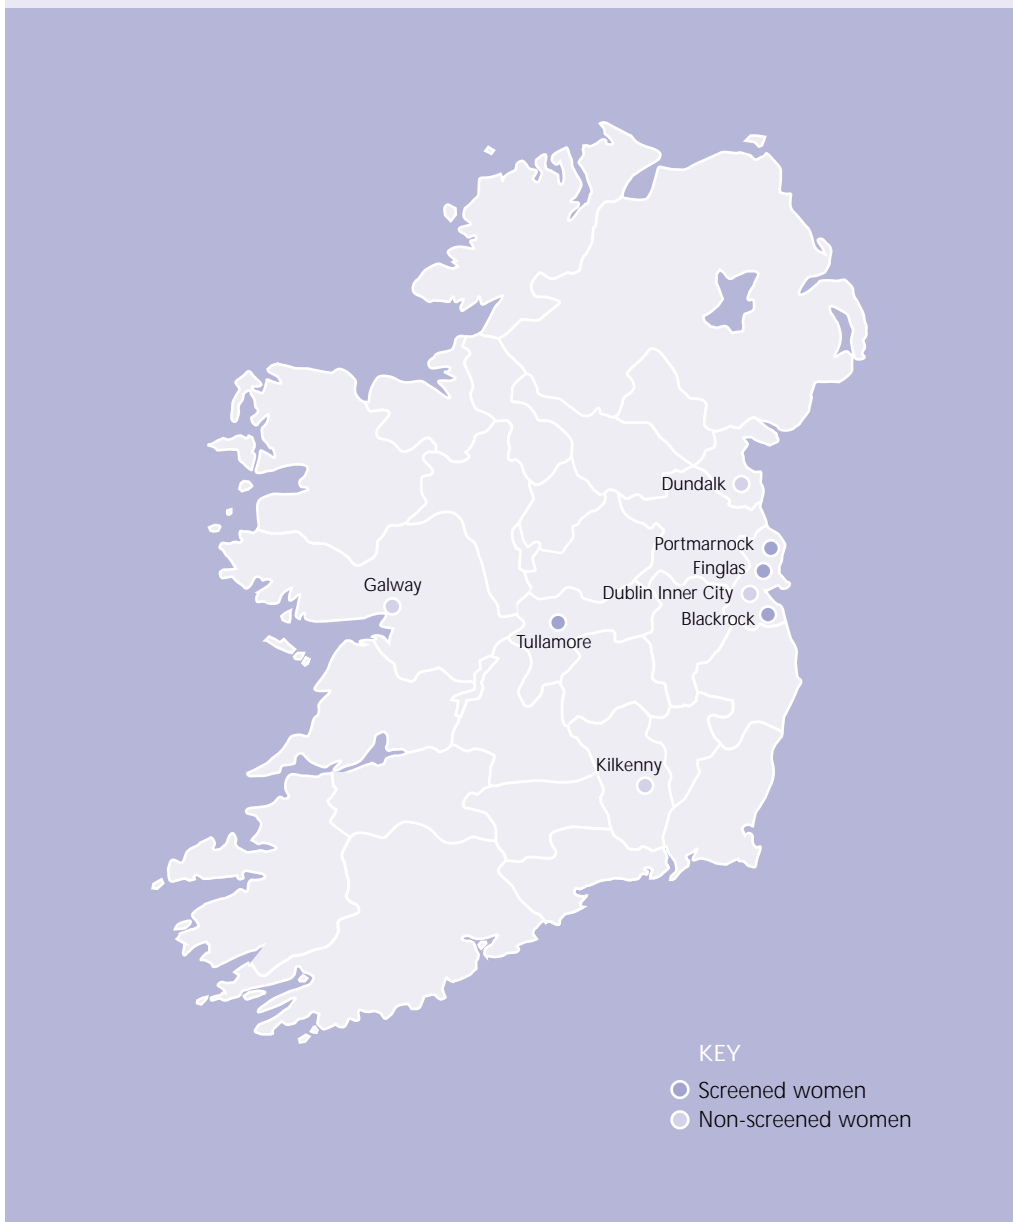 Dundalk
Portmarnock
Finglas
Galway
Dublin Inner City
Blackrock
Tullamore
Kilkenny
KEY
Screened women
Non-screened women